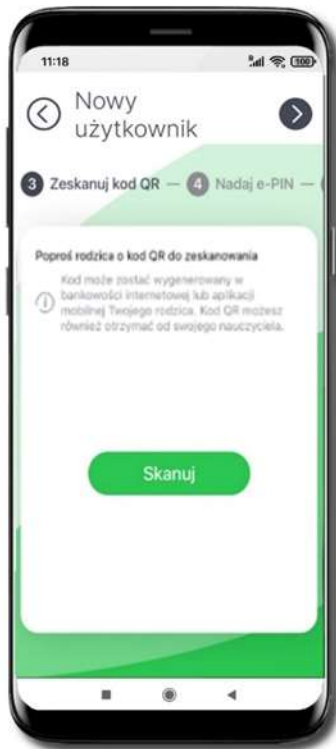 11:18
100
Nowy
użytkownik
3 Zeskanuj kod QR — 4 Nadaj e-PIN —
Poproś rodzica o kod QR do zeskanowania
Kod może zostać wygenerowany w
bankowości internetowej lub aplikacji
mobilnej Twojego rodzica. Kod QR możesz
również otrzymać od swojego nauczyciela.
Skanuj